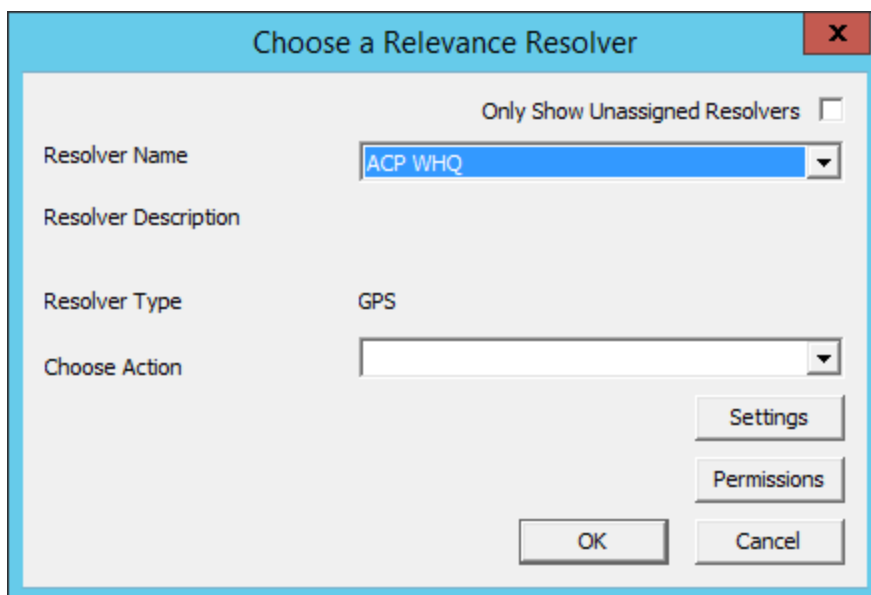 Choose a Relevance Resolver
x
Only Show Unassigned Resolvers
Resolver Name
ACP WHQ
Resolver Description
Resolver Type
GPS
Choose Action
Settings
Permissions
OK
Cancel